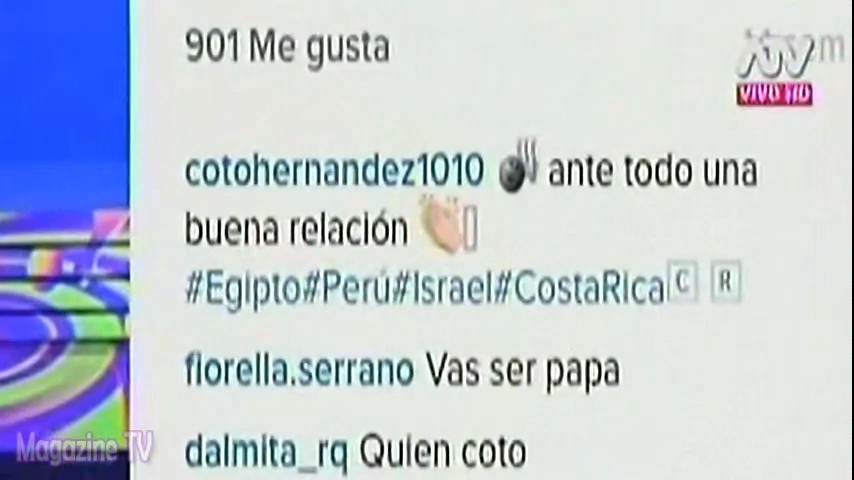 901 Me gusta
ATV
VIVO HD
cotohernandez1010 🎳 ante todo una
buena relación 👏
#Egipto#Perú#Israel#CostaRica🇨 🇷
fiorella.serrano Vas ser papa
dalmita_rq Quien coto
Magazine TV